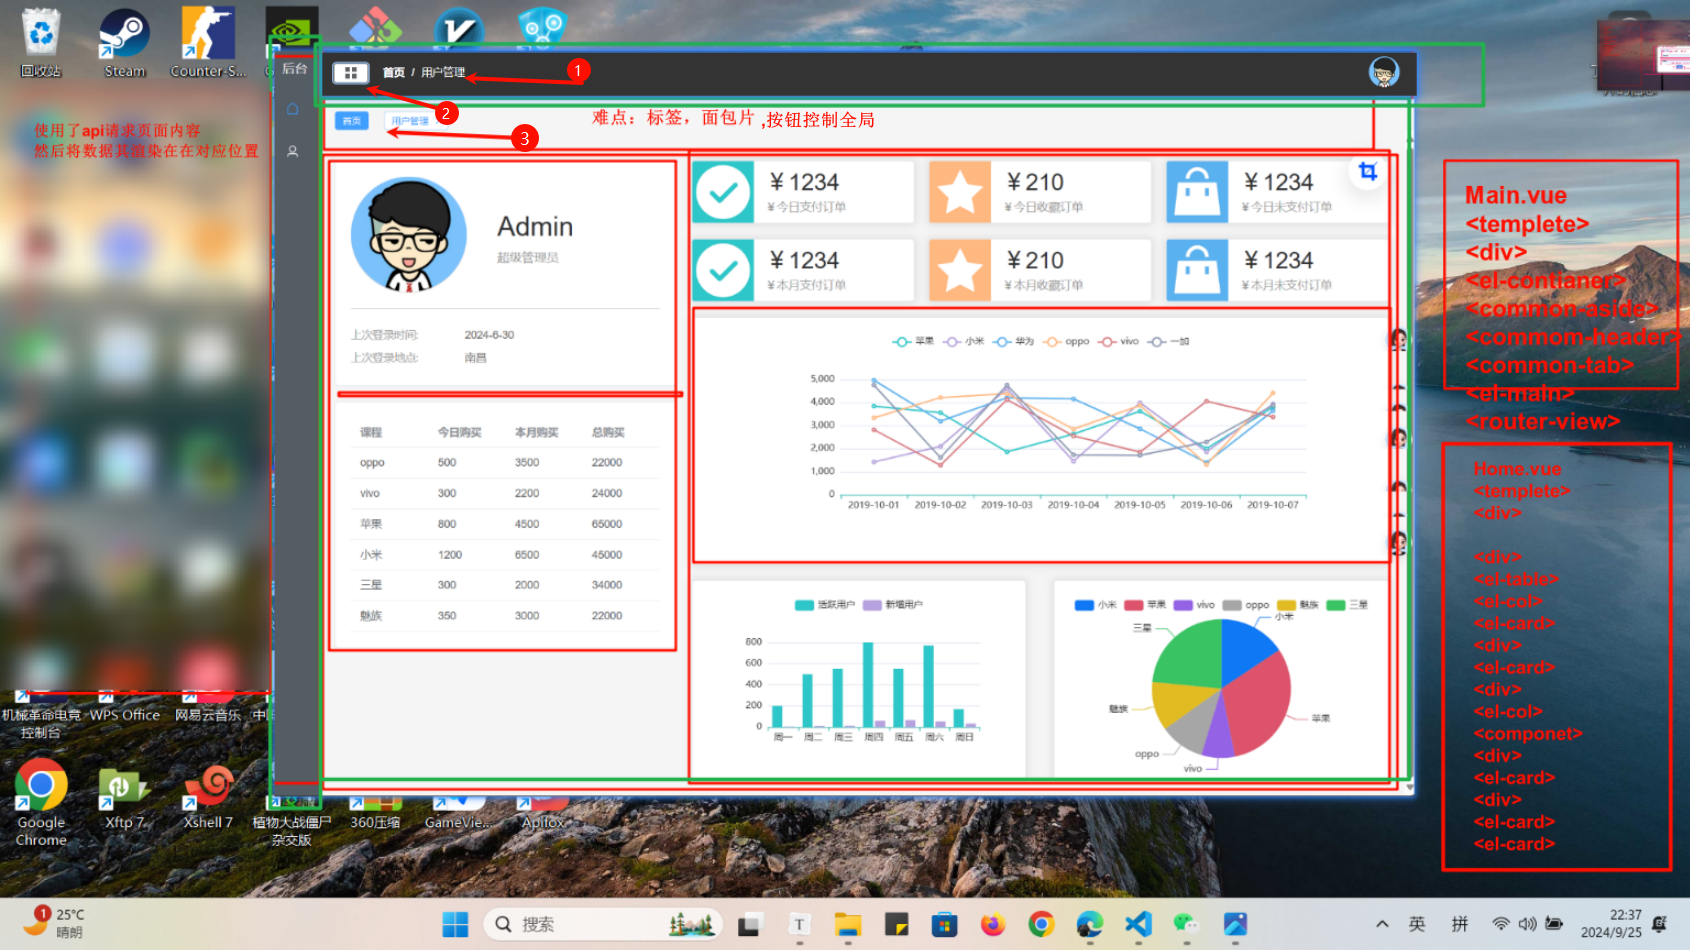 回收站
Steam
Counter-S...
后台
首页 / 用户管理
1
2
3
首页
用户管理
难点：标签，面包片 ,按钮控制全局
使用了api请求页面内容
然后将数据其渲染在在对应位置
Admin
超级管理员
上次登录时间: 2024-6-30
上次登录地点: 南昌
课程 今日购买 本月购买 总购买
oppo 500 3500 22000
vivo 300 2200 24000
苹果 800 4500 65000
小米 1200 6500 45000
三星 300 2000 34000
魅族 350 3000 22000
¥ 1234
¥ 今日支付订单
¥ 210
¥ 今日收藏订单
¥ 1234
¥ 今日未支付订单
¥ 1234
¥ 本月支付订单
¥ 210
¥ 本月收藏订单
¥ 1234
¥ 本月未支付订单
苹果 小米 华为 oppo vivo 一加
5,000
4,000
3,000
2,000
1,000
0
2019-10-01 2019-10-02 2019-10-03 2019-10-04 2019-10-05 2019-10-06 2019-10-07
活跃用户 新增用户
800
600
400
200
0
周一 周二 周三 周四 周五 周六 周日
小米 苹果 vivo oppo 魅族 三星
小米
三星
魅族
苹果
oppo
vivo
Main.vue
<templete>
<div>
<el-contianer>
<common-aside>
<commom-header>
<common-tab>
<el-main>
<router-view>
Home.vue
<templete>
<div>
<div>
<el-table>
<el-col>
<el-card>
<div>
<el-card>
<div>
<el-col>
<componet>
<div>
<el-card>
<div>
<el-card>
<el-card>
机械革命电竞
控制台
WPS Office
网易云音乐
Google
Chrome
Xftp 7
Xshell 7
植物大战僵尸
杂交版
360压缩
GameVie...
Apifox
1
25°C
晴朗
搜索
英
拼
22:37
2024/9/25